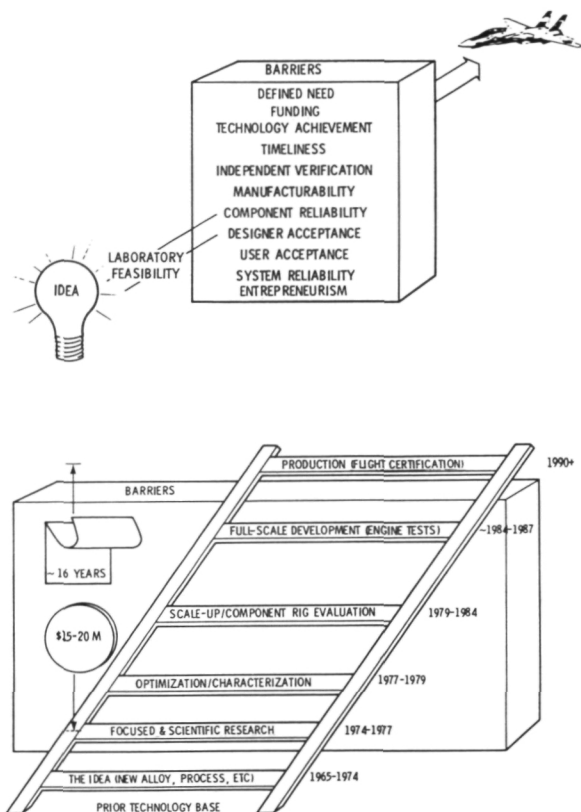 BARRIERS
DEFINED NEED
FUNDING
TECHNOLOGY ACHIEVEMENT
TIMELINESS
INDEPENDENT VERIFICATION
MANUFACTURABILITY
COMPONENT RELIABILITY
DESIGNER ACCEPTANCE
USER ACCEPTANCE
SYSTEM RELIABILITY
ENTREPRENEURISM
LABORATORY
FEASIBILITY
IDEA
PRODUCTION (FLIGHT CERTIFICATION)
1990+
BARRIERS
FULL-SCALE DEVELOPMENT (ENGINE TESTS)
~1984-1987
~16 YEARS
SCALE-UP/COMPONENT RIG EVALUATION
1979-1984
$15-20 M
OPTIMIZATION/CHARACTERIZATION
1977-1979
FOCUSED & SCIENTIFIC RESEARCH
1974-1977
THE IDEA (NEW ALLOY, PROCESS, ETC)
1965-1974
PRIOR TECHNOLOGY BASE